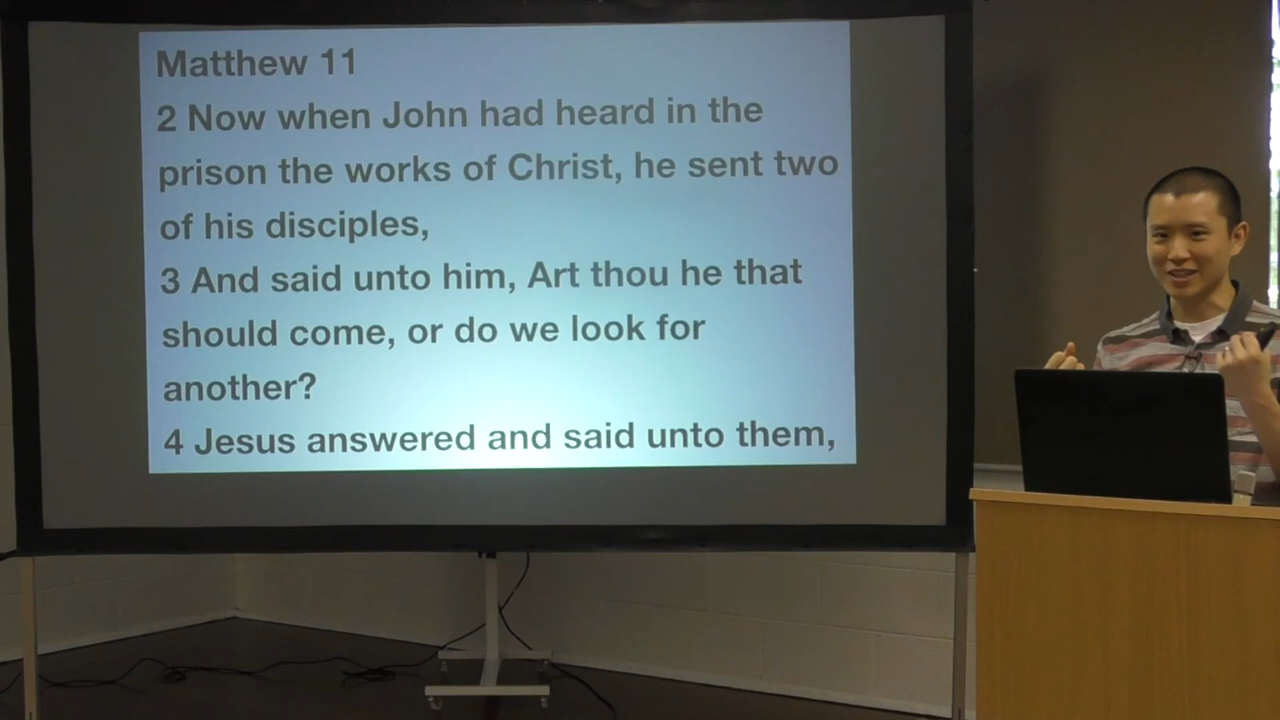 Matthew 11
2 Now when John had heard in the
prison the works of Christ, he sent two
of his disciples,
3 And said unto him, Art thou he that
should come, or do we look for
another?
4 Jesus answered and said unto them,